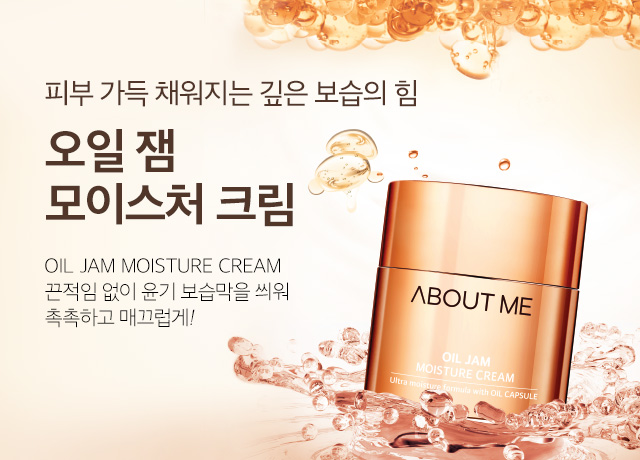 피부 가득 채워지는 깊은 보습의 힘
오일 잼
모이스처 크림
OIL JAM MOISTURE CREAM
끈적임 없이 윤기 보습막을 씌워
촉촉하고 매끄럽게!
ABOUT ME
OIL JAM
MOISTURE CREAM
Ultra moisture formula with OIL CAPSULE